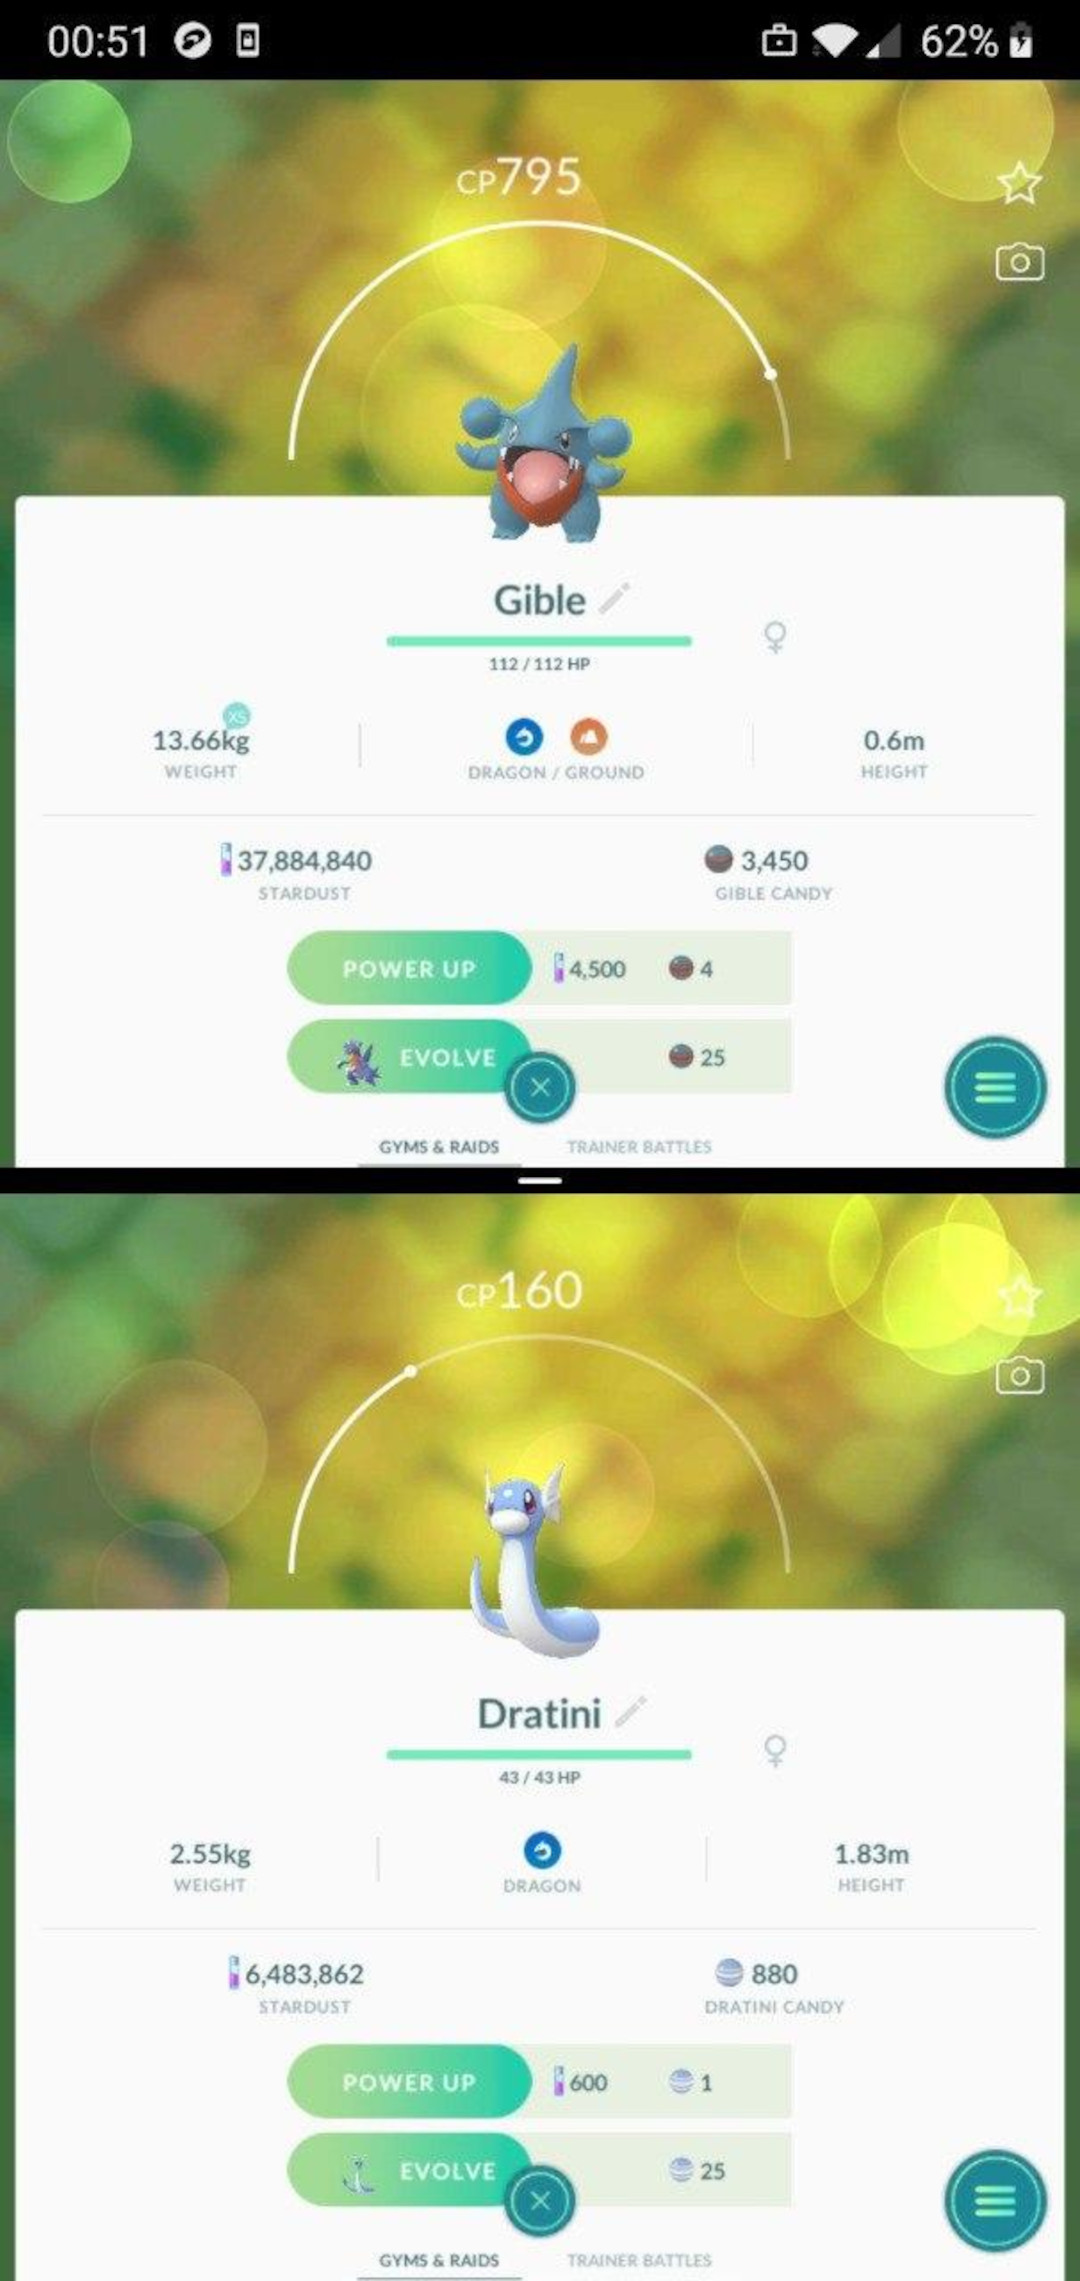 00:51 62%
CP795
Gible
112 / 112 HP
XS
13.66kg
WEIGHT
DRAGON / GROUND
0.6m
HEIGHT
37,884,840
STARDUST
3,450
GIBLE CANDY
POWER UP 4,500 4
EVOLVE 25
GYMS & RAIDS TRAINER BATTLES
CP160
Dratini
43 / 43 HP
2.55kg
WEIGHT
DRAGON
1.83m
HEIGHT
6,483,862
STARDUST
880
DRATINI CANDY
POWER UP 600 1
EVOLVE 25
GYMS & RAIDS TRAINER BATTLES